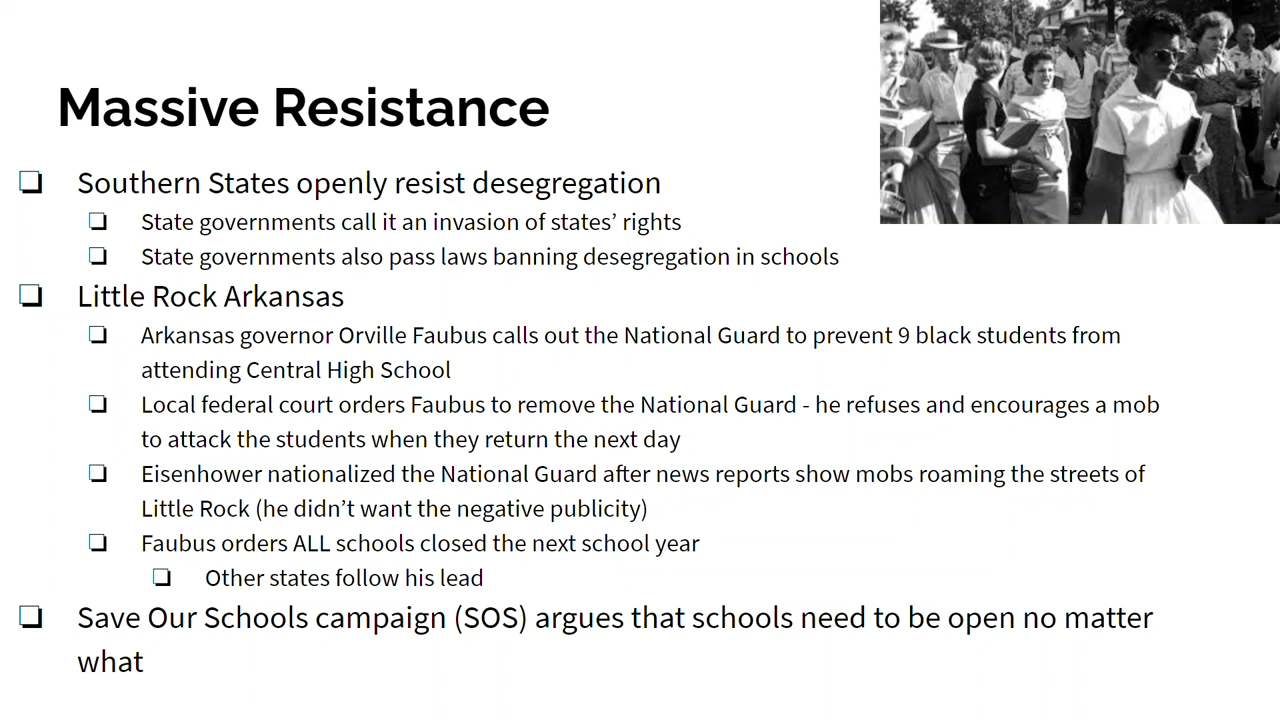 Massive Resistance
❏ Southern States openly resist desegregation
❏ State governments call it an invasion of states’ rights
❏ State governments also pass laws banning desegregation in schools
❏ Little Rock Arkansas
❏ Arkansas governor Orville Faubus calls out the National Guard to prevent 9 black students from
attending Central High School
❏ Local federal court orders Faubus to remove the National Guard - he refuses and encourages a mob
to attack the students when they return the next day
❏ Eisenhower nationalized the National Guard after news reports show mobs roaming the streets of
Little Rock (he didn’t want the negative publicity)
❏ Faubus orders ALL schools closed the next school year
❏ Other states follow his lead
❏ Save Our Schools campaign (SOS) argues that schools need to be open no matter
what